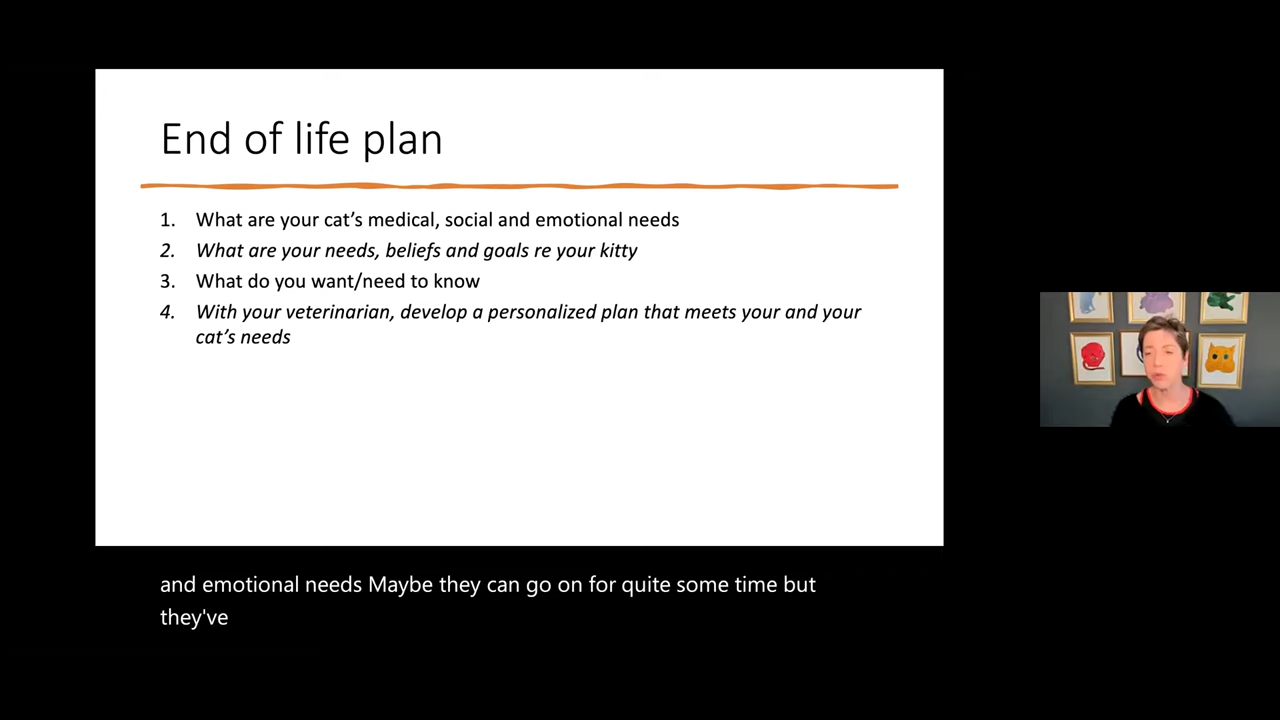 End of life plan
1. What are your cat's medical, social and emotional needs
2. What are your needs, beliefs and goals re your kitty
3. What do you want/need to know
4. With your veterinarian, develop a personalized plan that meets your and your
cat's needs
and emotional needs Maybe they can go on for quite some time but
they've